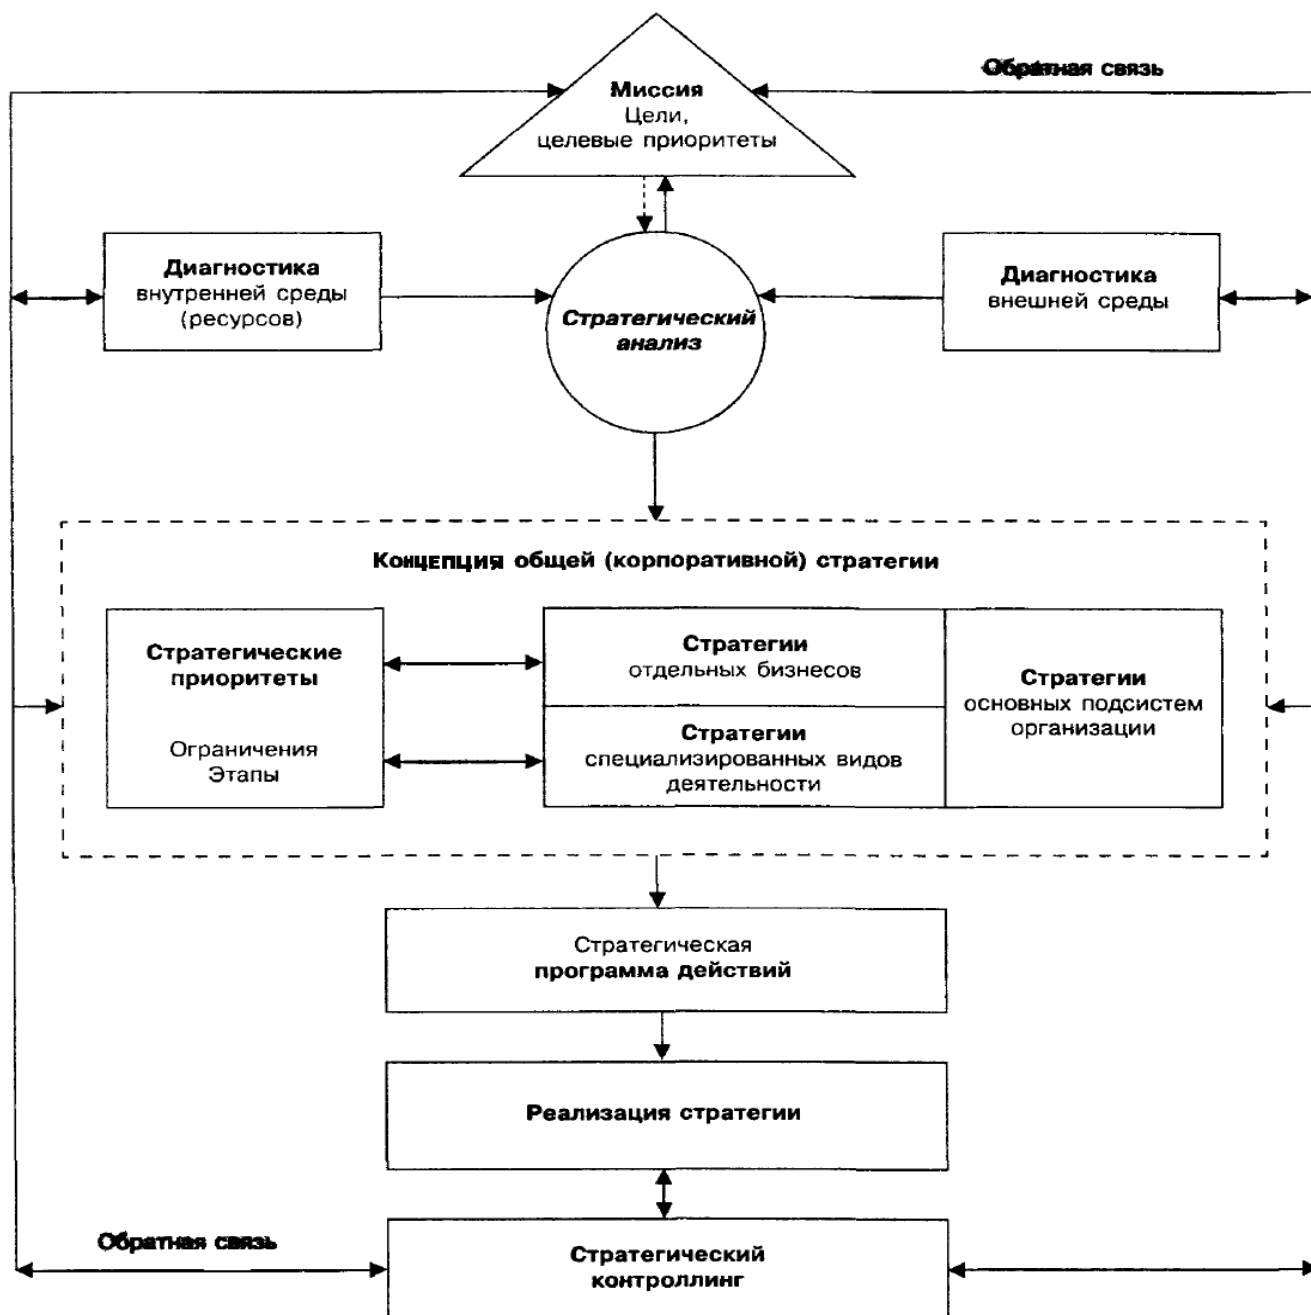 Обратная связь
Миссия
Цели,
целевые приоритеты
Диагностика
внутренней среды
(ресурсов)
Стратегический
анализ
Диагностика
внешней среды
Концепция общей (корпоративной) стратегии
Стратегические
приоритеты
Ограничения
Этапы
Стратегии
отдельных бизнесов
Стратегии
специализированных видов
деятельности
Стратегии
основных подсистем
организации
Стратегическая
программа действий
Реализация стратегии
Обратная связь
Стратегический
контроллинг